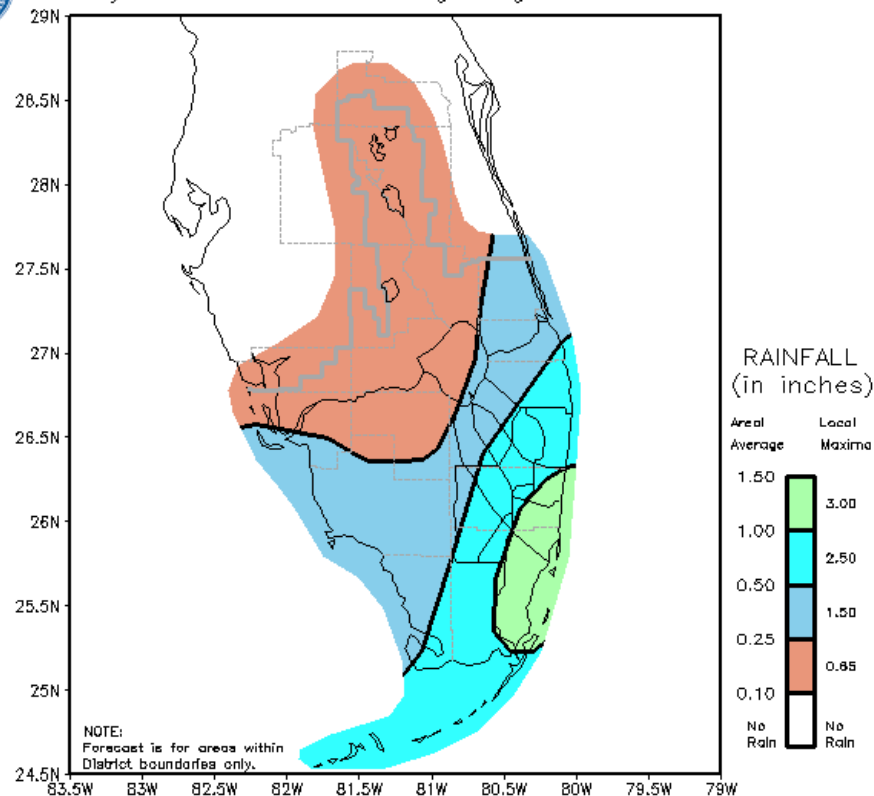 29N
28.5N
28N
27.5N
27N
26.5N
26N
25.5N
25N
24.5N
83.5W 83W 82.5W 82W 81.5W 81W 80.5W 80W 79.5W 79W
NOTE:
Forecast is for areas within
District boundaries only.
RAINFALL
(in inches)
Areal Local
Average Maxima
1.50
3.00
1.00
2.50
0.50
1.50
0.25
0.65
0.10
No No
Rain Rain